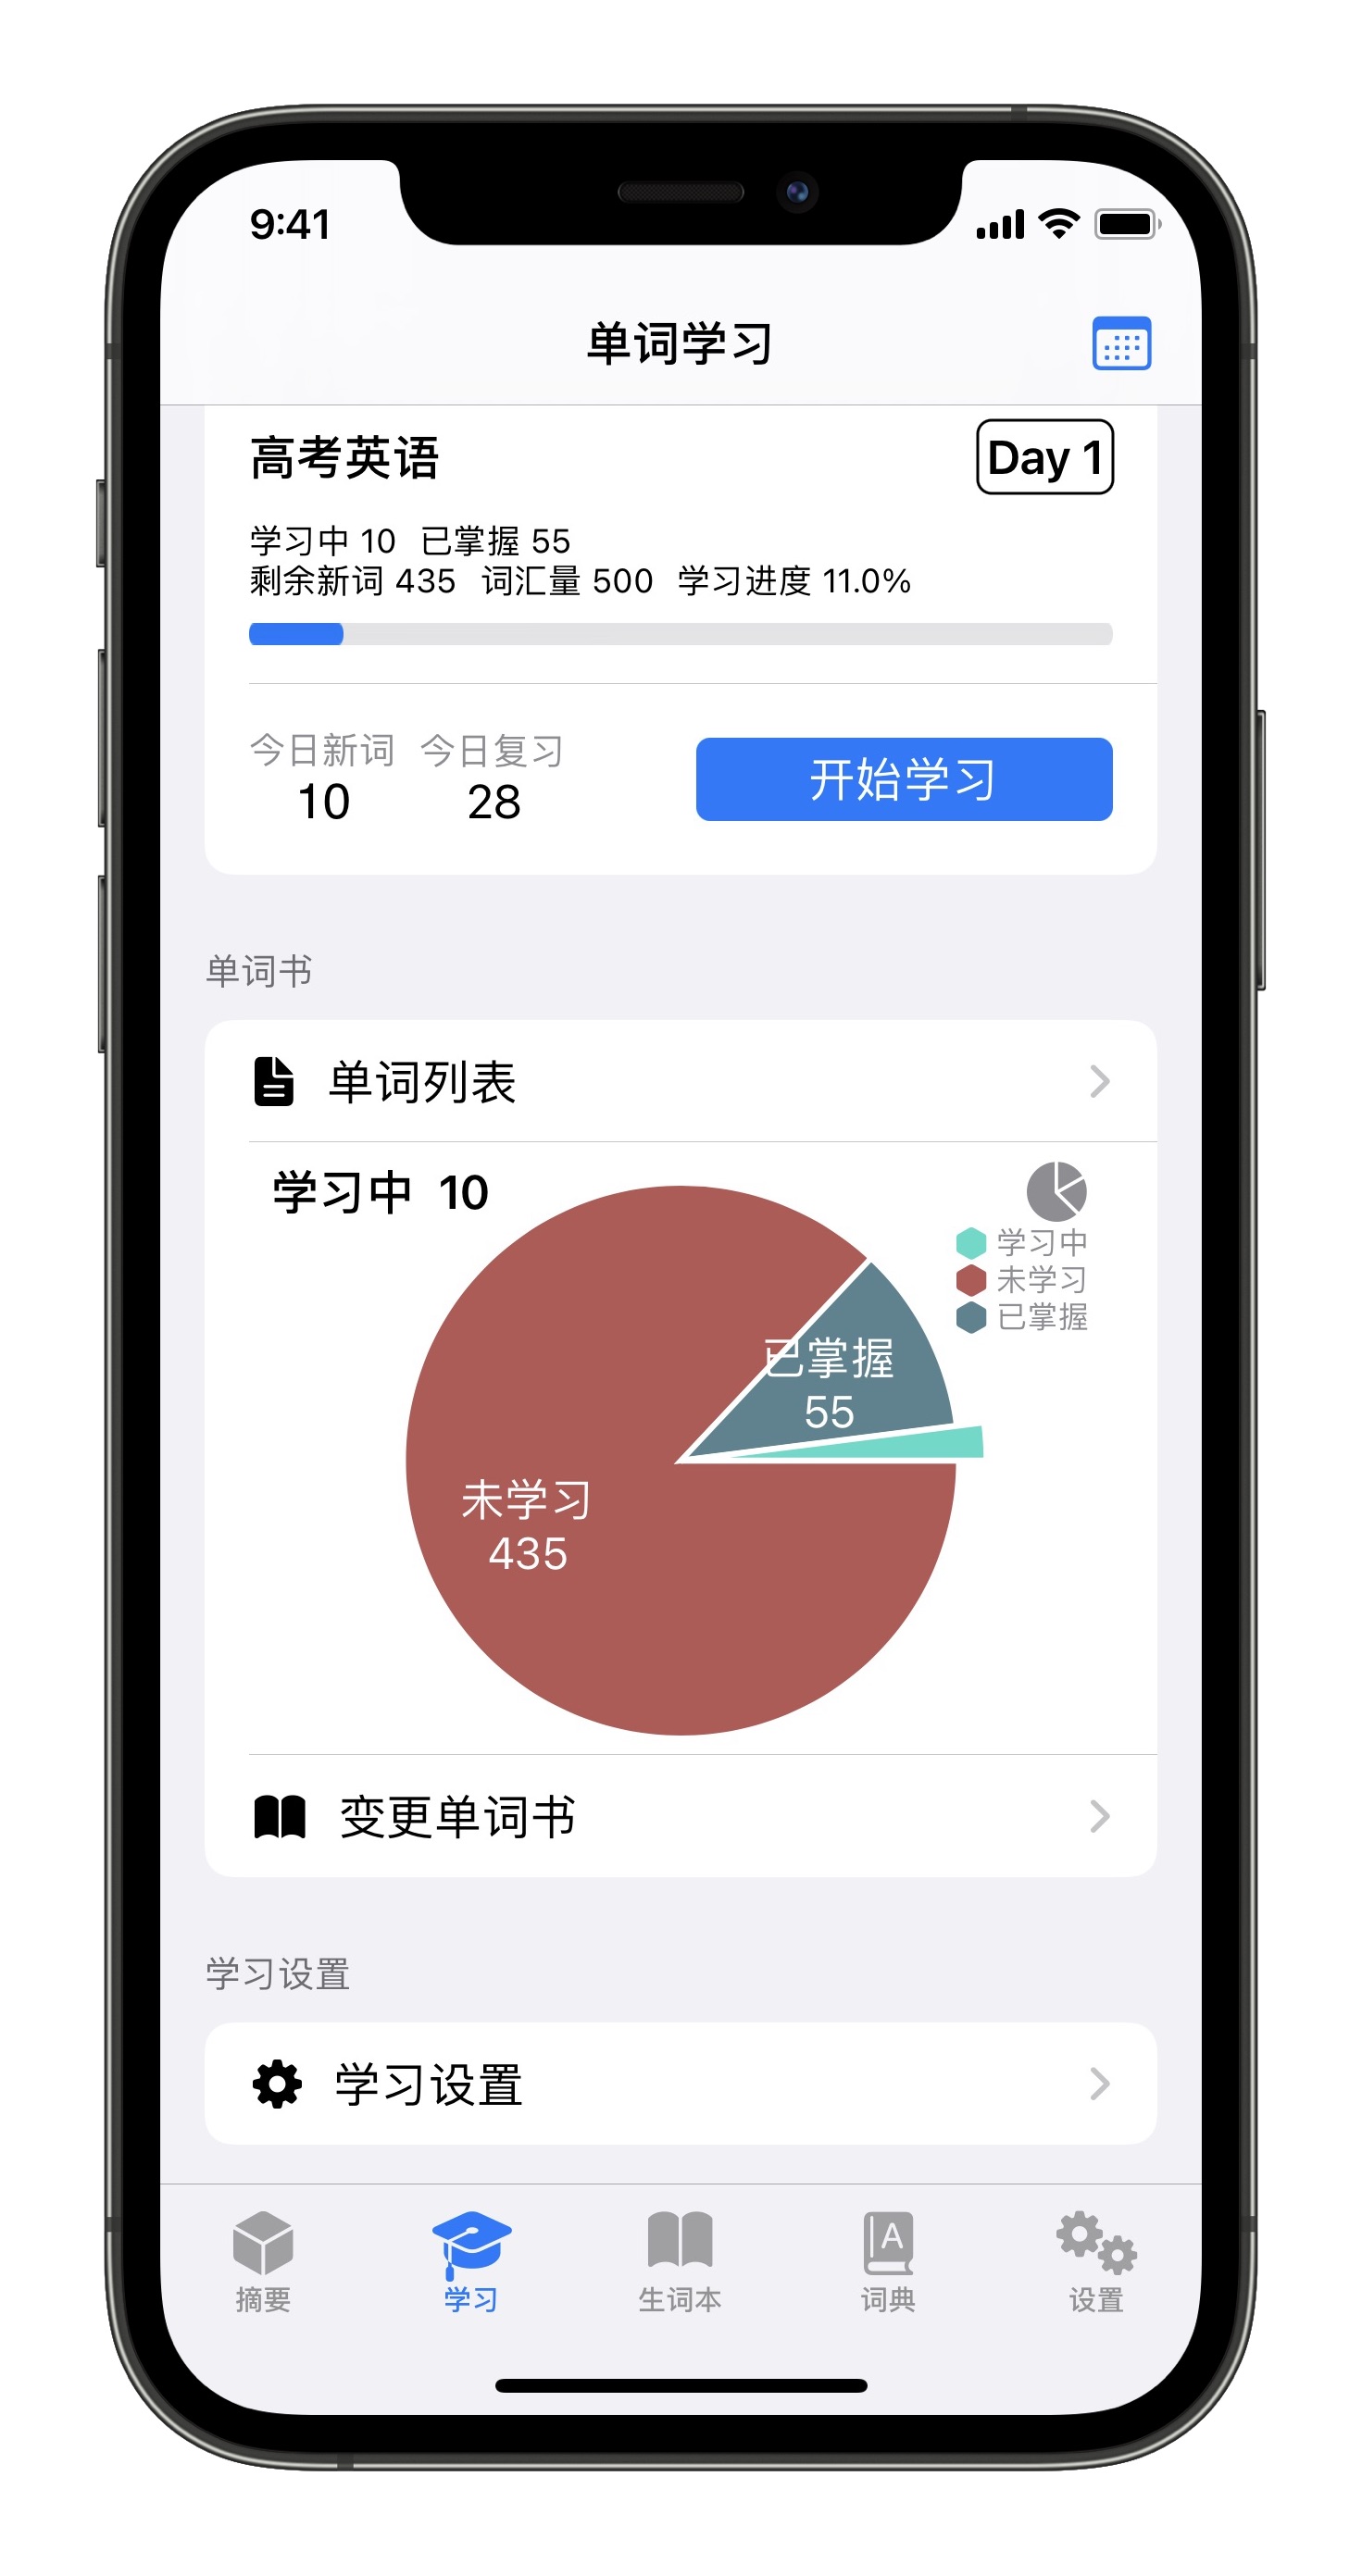 9:41
单词学习
高考英语
Day 1
学习中 10 已掌握 55
剩余新词 435 词汇量 500 学习进度 11.0%
今日新词 今日复习
10 28
开始学习
单词书
单词列表
学习中 10
学习中
未学习
已掌握
已掌握
55
未学习
435
变更单词书
学习设置
学习设置
A
摘要 学习 生词本 词典 设置